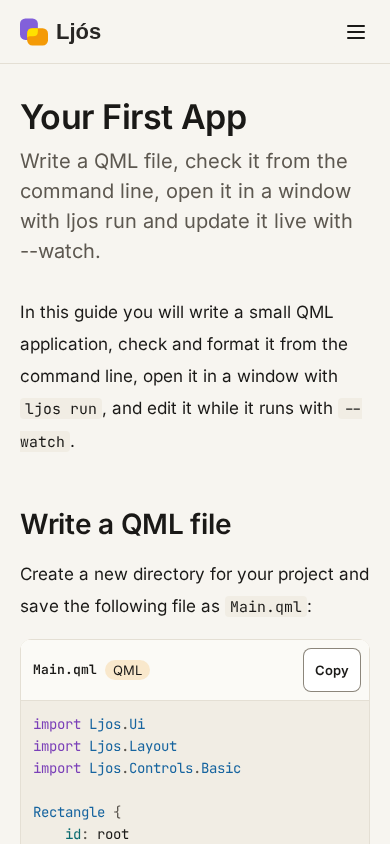 Ljós
Your First App
Write a QML file, check it from the
command line, open it in a window
with ljos run and update it live with
--watch.
In this guide you will write a small QML
application, check and format it from the
command line, open it in a window with
ljos run, and edit it while it runs with --
watch.
Write a QML file
Create a new directory for your project and
save the following file as Main.qml:
Main.qml QML Copy
import Ljos.Ui
import Ljos.Layout
import Ljos.Controls.Basic
Rectangle {
    id: root